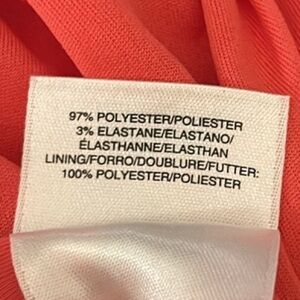 97% POLYESTER/POLIESTER
3% ELASTANE/ELASTANO/
ÉLASTHANNE/ELASTHAN
LINING/FORRO/DOUBLURE/FUTTER:
100% POLYESTER/POLIESTER